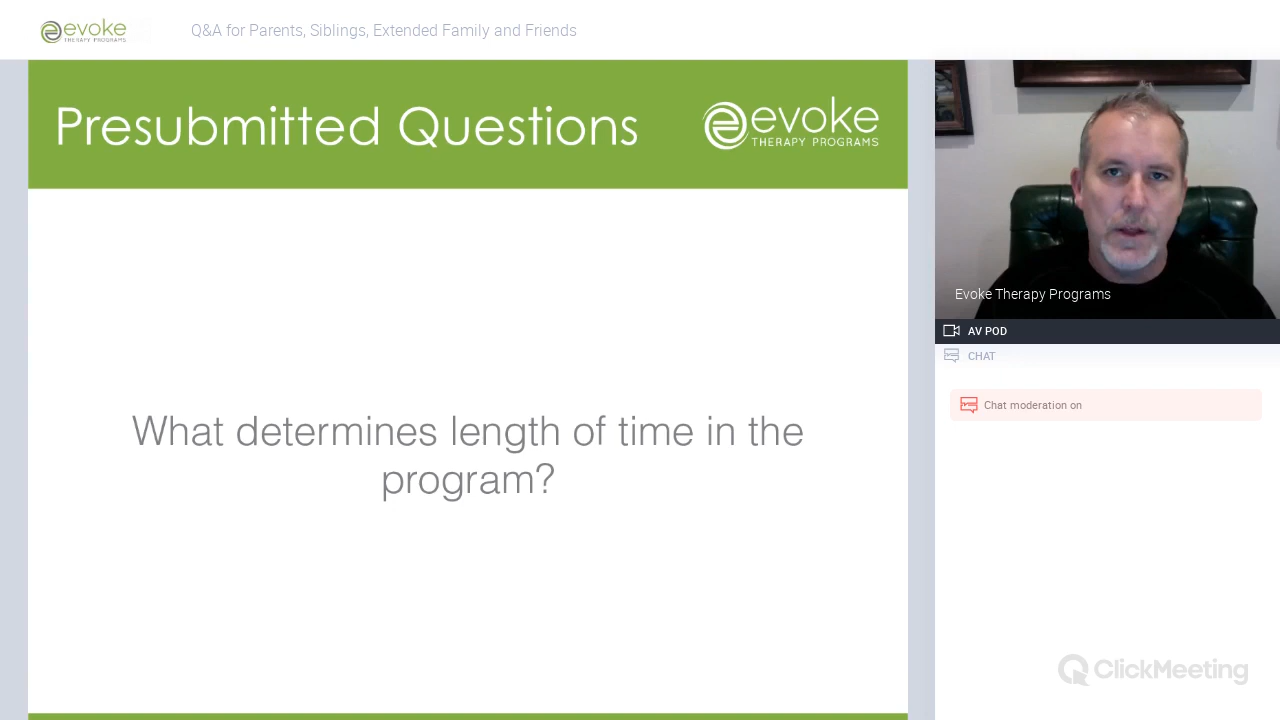 evoke
THERAPY PROGRAMS
Q&A for Parents, Siblings, Extended Family and Friends
Presubmitted Questions
evoke
THERAPY PROGRAMS
What determines length of time in the
program?
Evoke Therapy Programs
AV POD
CHAT
Chat moderation on
ClickMeeting